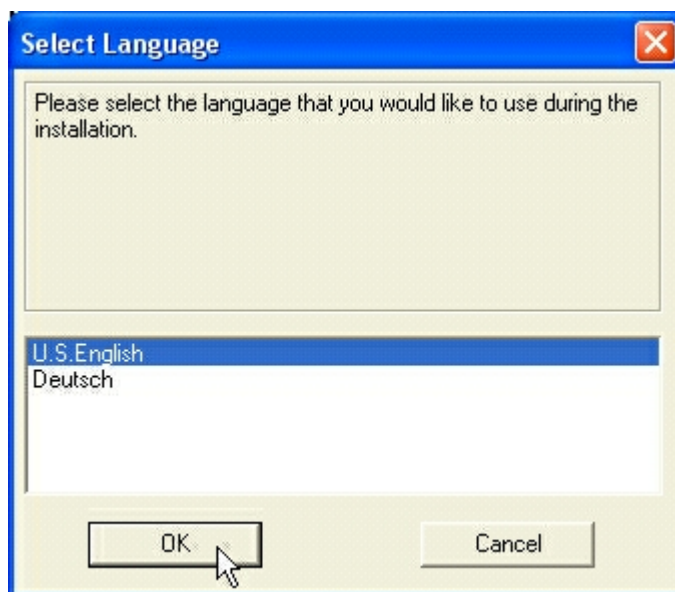 Select Language
Please select the language that you would like to use during the
installation.
U.S.English
Deutsch
OK
Cancel